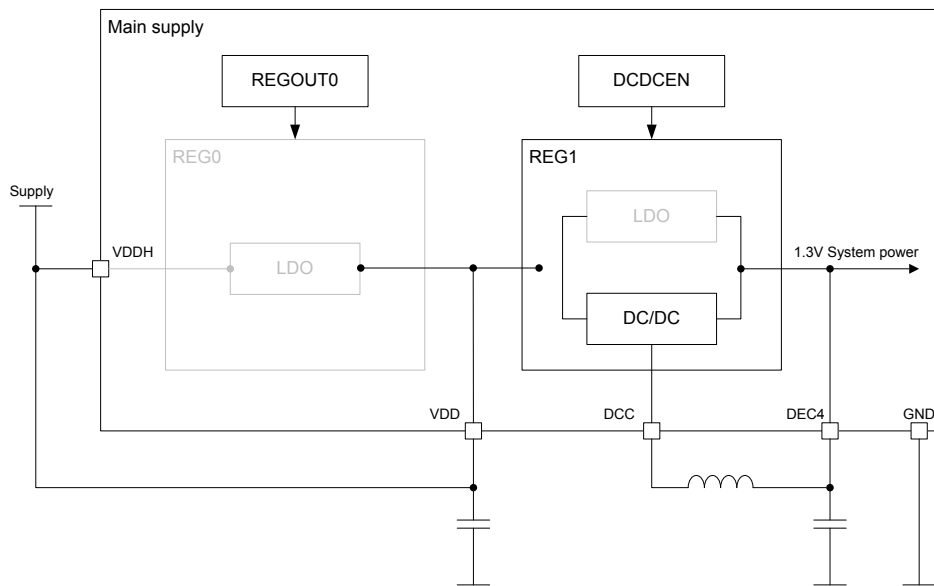 Main supply
REGOUT0
DCDCEN
REG0
REG1
Supply
LDO
VDDH
LDO
1.3V System power
DC/DC
VDD
DCC
DEC4
GND